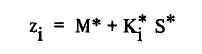 z_i = M* + K_i* S*